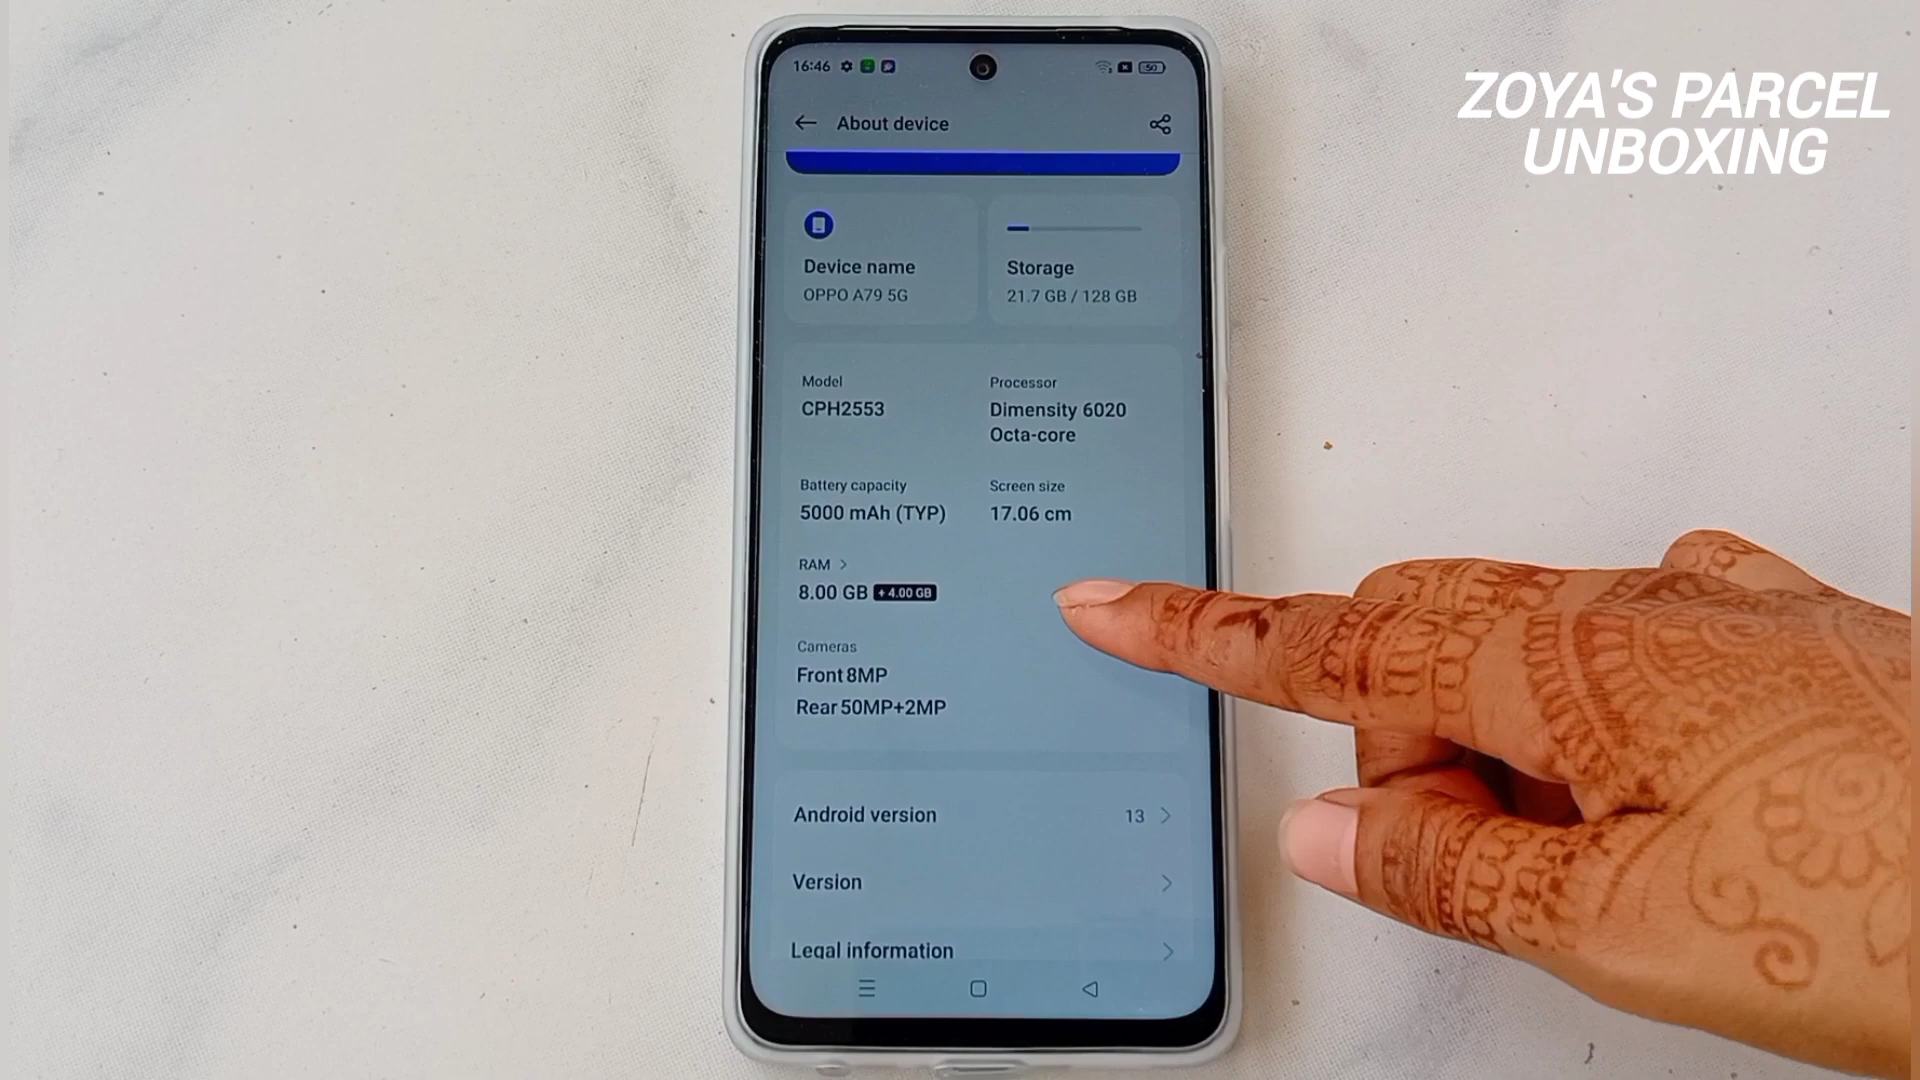 ZOYA'S PARCEL
UNBOXING
16:46
50
About device
Device name
OPPO A79 5G
Storage
21.7 GB / 128 GB
Model
CPH2553
Processor
Dimensity 6020
Octa-core
Battery capacity
5000 mAh (TYP)
Screen size
17.06 cm
RAM >
8.00 GB + 4.00 GB
Cameras
Front 8MP
Rear 50MP+2MP
Android version 13 >
Version >
Legal information >